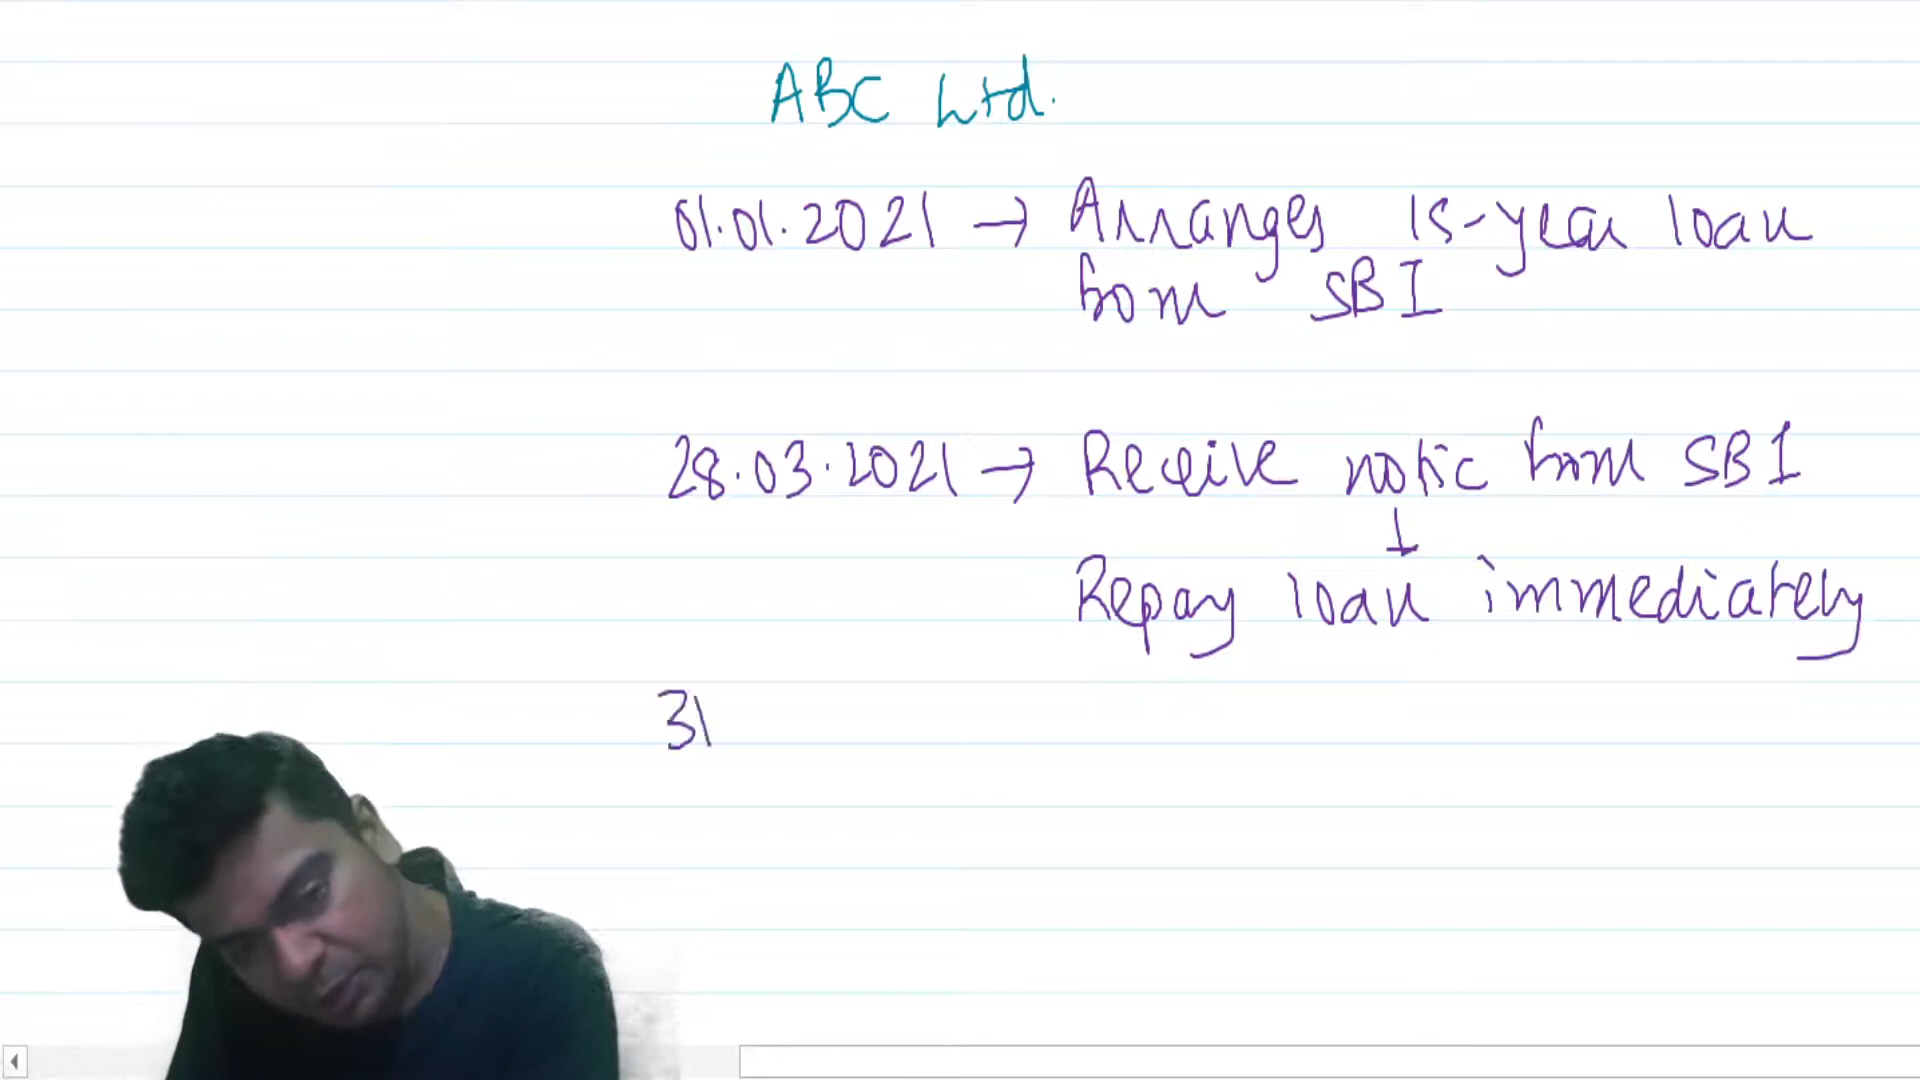 ABC Ltd.
01.01.2021 → Arranges 15-year loan
from SBI
28.03.2021 → Receive notic from SBI
↓
Repay loan immediately
31